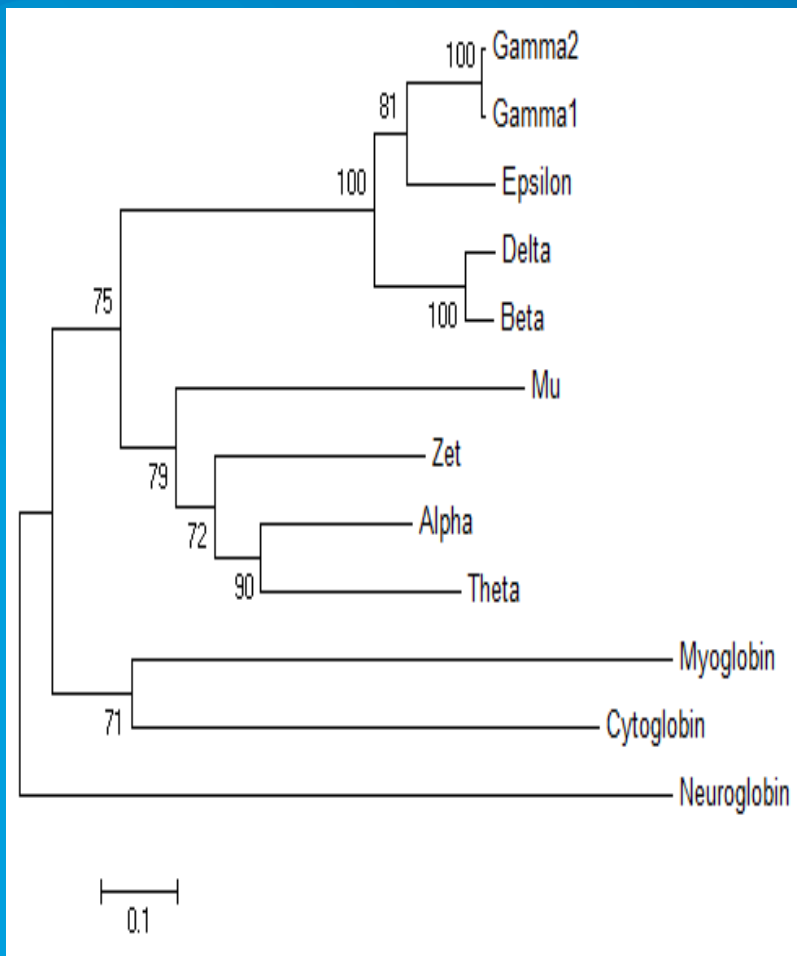 100 Gamma2
81
Gamma1
100
Epsilon
Delta
75
100 Beta
Mu
79
Zet
72
Alpha
90
Theta
Myoglobin
71
Cytoglobin
Neuroglobin
0.1